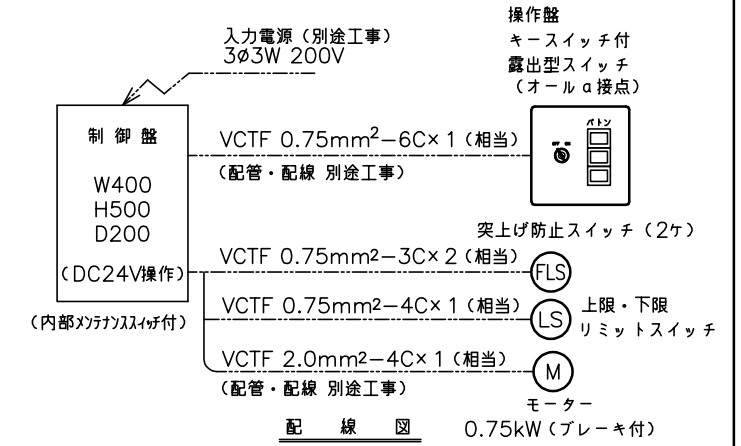 入力電源（別途工事）
3φ3W 200V
操作盤
キースイッチ付
露出型スイッチ
（オールa接点）
制御盤
W400
H500
D200
（DC24V操作）
（内部メンテナンススイッチ付）
VCTF 0.75mm²−6C×1（相当）
（配管・配線 別途工事）
バトン
OFF ON
突上げ防止スイッチ（2ケ）
VCTF 0.75mm²−3C×2（相当）
FLS
VCTF 0.75mm²−4C×1（相当）
LS
上限・下限
リミットスイッチ
VCTF 2.0mm²−4C×1（相当）
（配管・配線 別途工事）
M
モーター
0.75kW（ブレーキ付）
配線図